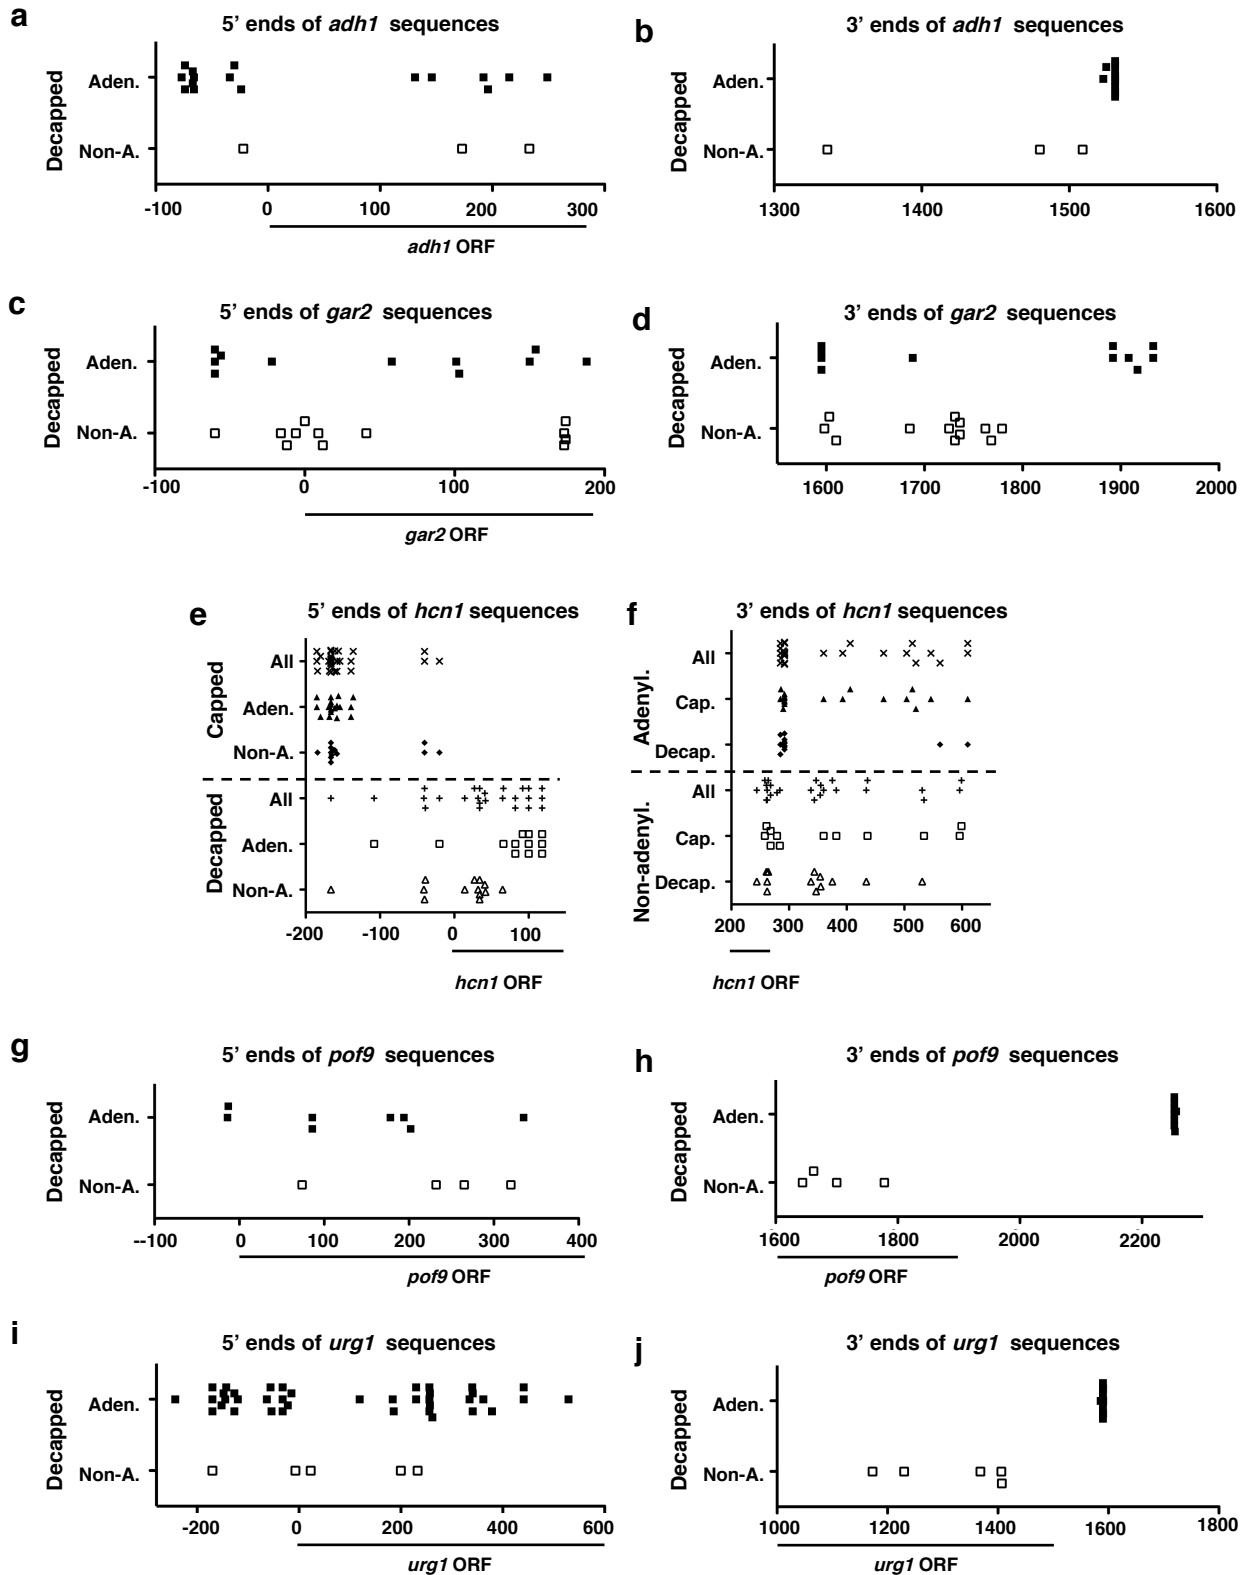 a
5’ ends of adh1 sequences
Decapped
Aden.
Non-A.
-100 0 100 200 300
adh1 ORF
b
3’ ends of adh1 sequences
Decapped
Aden.
Non-A.
1300 1400 1500 1600
c
5’ ends of gar2 sequences
Decapped
Aden.
Non-A.
-100 0 100 200
gar2 ORF
d
3’ ends of gar2 sequences
Decapped
Aden.
Non-A.
1600 1700 1800 1900 2000
e
5’ ends of hcn1 sequences
Capped
All
Aden.
Non-A.
Decapped
All
Aden.
Non-A.
-200 -100 0 100
hcn1 ORF
f
3’ ends of hcn1 sequences
Adenyl.
All
Cap.
Decap.
Non-adenyl.
All
Cap.
Decap.
200 300 400 500 600
hcn1 ORF
g
5’ ends of pof9 sequences
Decapped
Aden.
Non-A.
--100 0 100 200 300 400
pof9 ORF
h
3’ ends of pof9 sequences
Decapped
Aden.
Non-A.
1600 1800 2000 2200
pof9 ORF
i
5’ ends of urg1 sequences
Decapped
Aden.
Non-A.
-200 0 200 400 600
urg1 ORF
j
3’ ends of urg1 sequences
Decapped
Aden.
Non-A.
1000 1200 1400 1600 1800
urg1 ORF